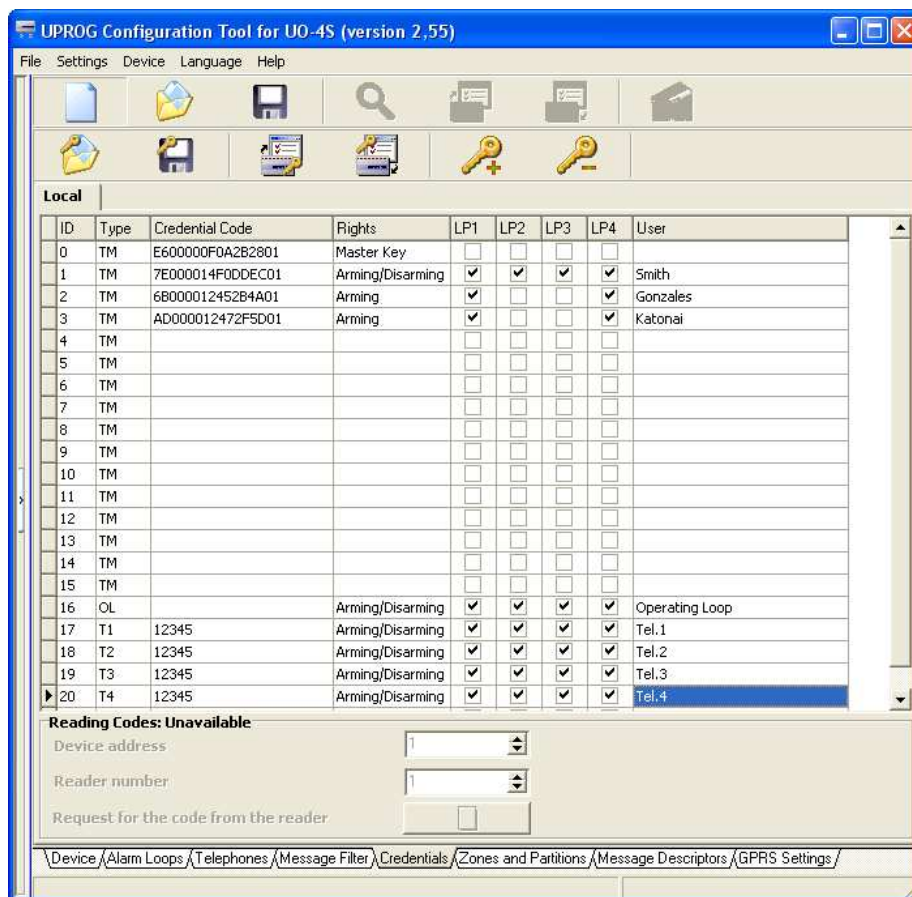 UPROG Configuration Tool for UO-4S (version 2,55)
File Settings Device Language Help
Local
ID Type Credential Code Rights LP1 LP2 LP3 LP4 User
0 TM E600000F0A2B2801 Master Key
1 TM 7E000014F0DDEC01 Arming/Disarming Smith
2 TM 6B000012452B4A01 Arming Gonzales
3 TM AD000012472F5D01 Arming Katonai
4 TM
5 TM
6 TM
7 TM
8 TM
9 TM
10 TM
11 TM
12 TM
13 TM
14 TM
15 TM
16 OL Arming/Disarming Operating Loop
17 T1 12345 Arming/Disarming Tel.1
18 T2 12345 Arming/Disarming Tel.2
19 T3 12345 Arming/Disarming Tel.3
20 T4 12345 Arming/Disarming Tel.4
Reading Codes: Unavailable
Device address 1
Reader number 1
Request for the code from the reader
Device Alarm Loops Telephones Message Filter Credentials Zones and Partitions Message Descriptors GPRS Settings